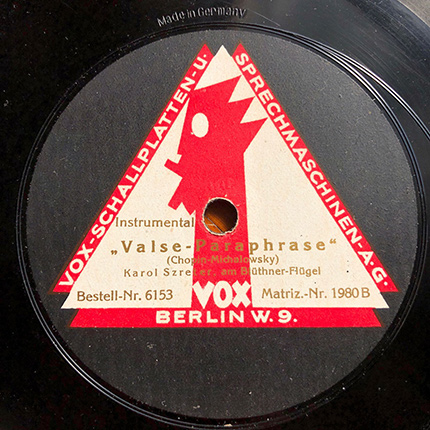 Made in Germany
VOX-SCHALLPLATTEN-U.
SPRECHMASCHINEN-A.G.
Instrumental
„Valse-Paraphrase“
(Chopin-Michalowsky)
Karol Szreter, am Blüthner-Flügel
Bestell-Nr. 6153
VOX
Matriz.-Nr. 1980 B
BERLIN W. 9.